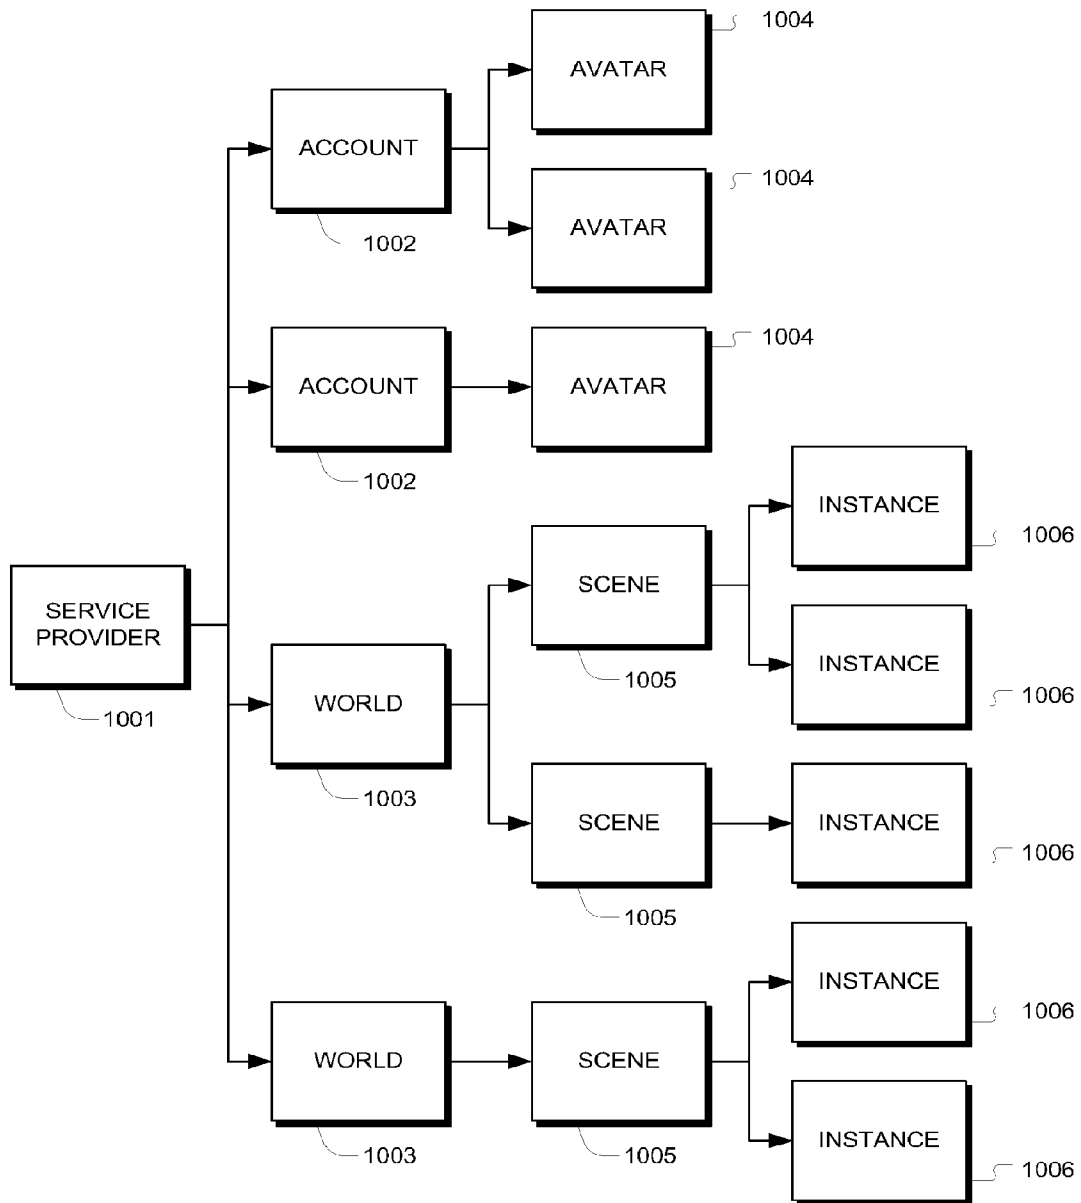 1004
AVATAR
ACCOUNT
1004
AVATAR
1002
1004
ACCOUNT
AVATAR
1002
INSTANCE
1006
SCENE
SERVICE
PROVIDER
INSTANCE
1005
1006
WORLD
1001
1003
SCENE
INSTANCE
1006
1005
INSTANCE
1006
WORLD
SCENE
INSTANCE
1003
1005
1006